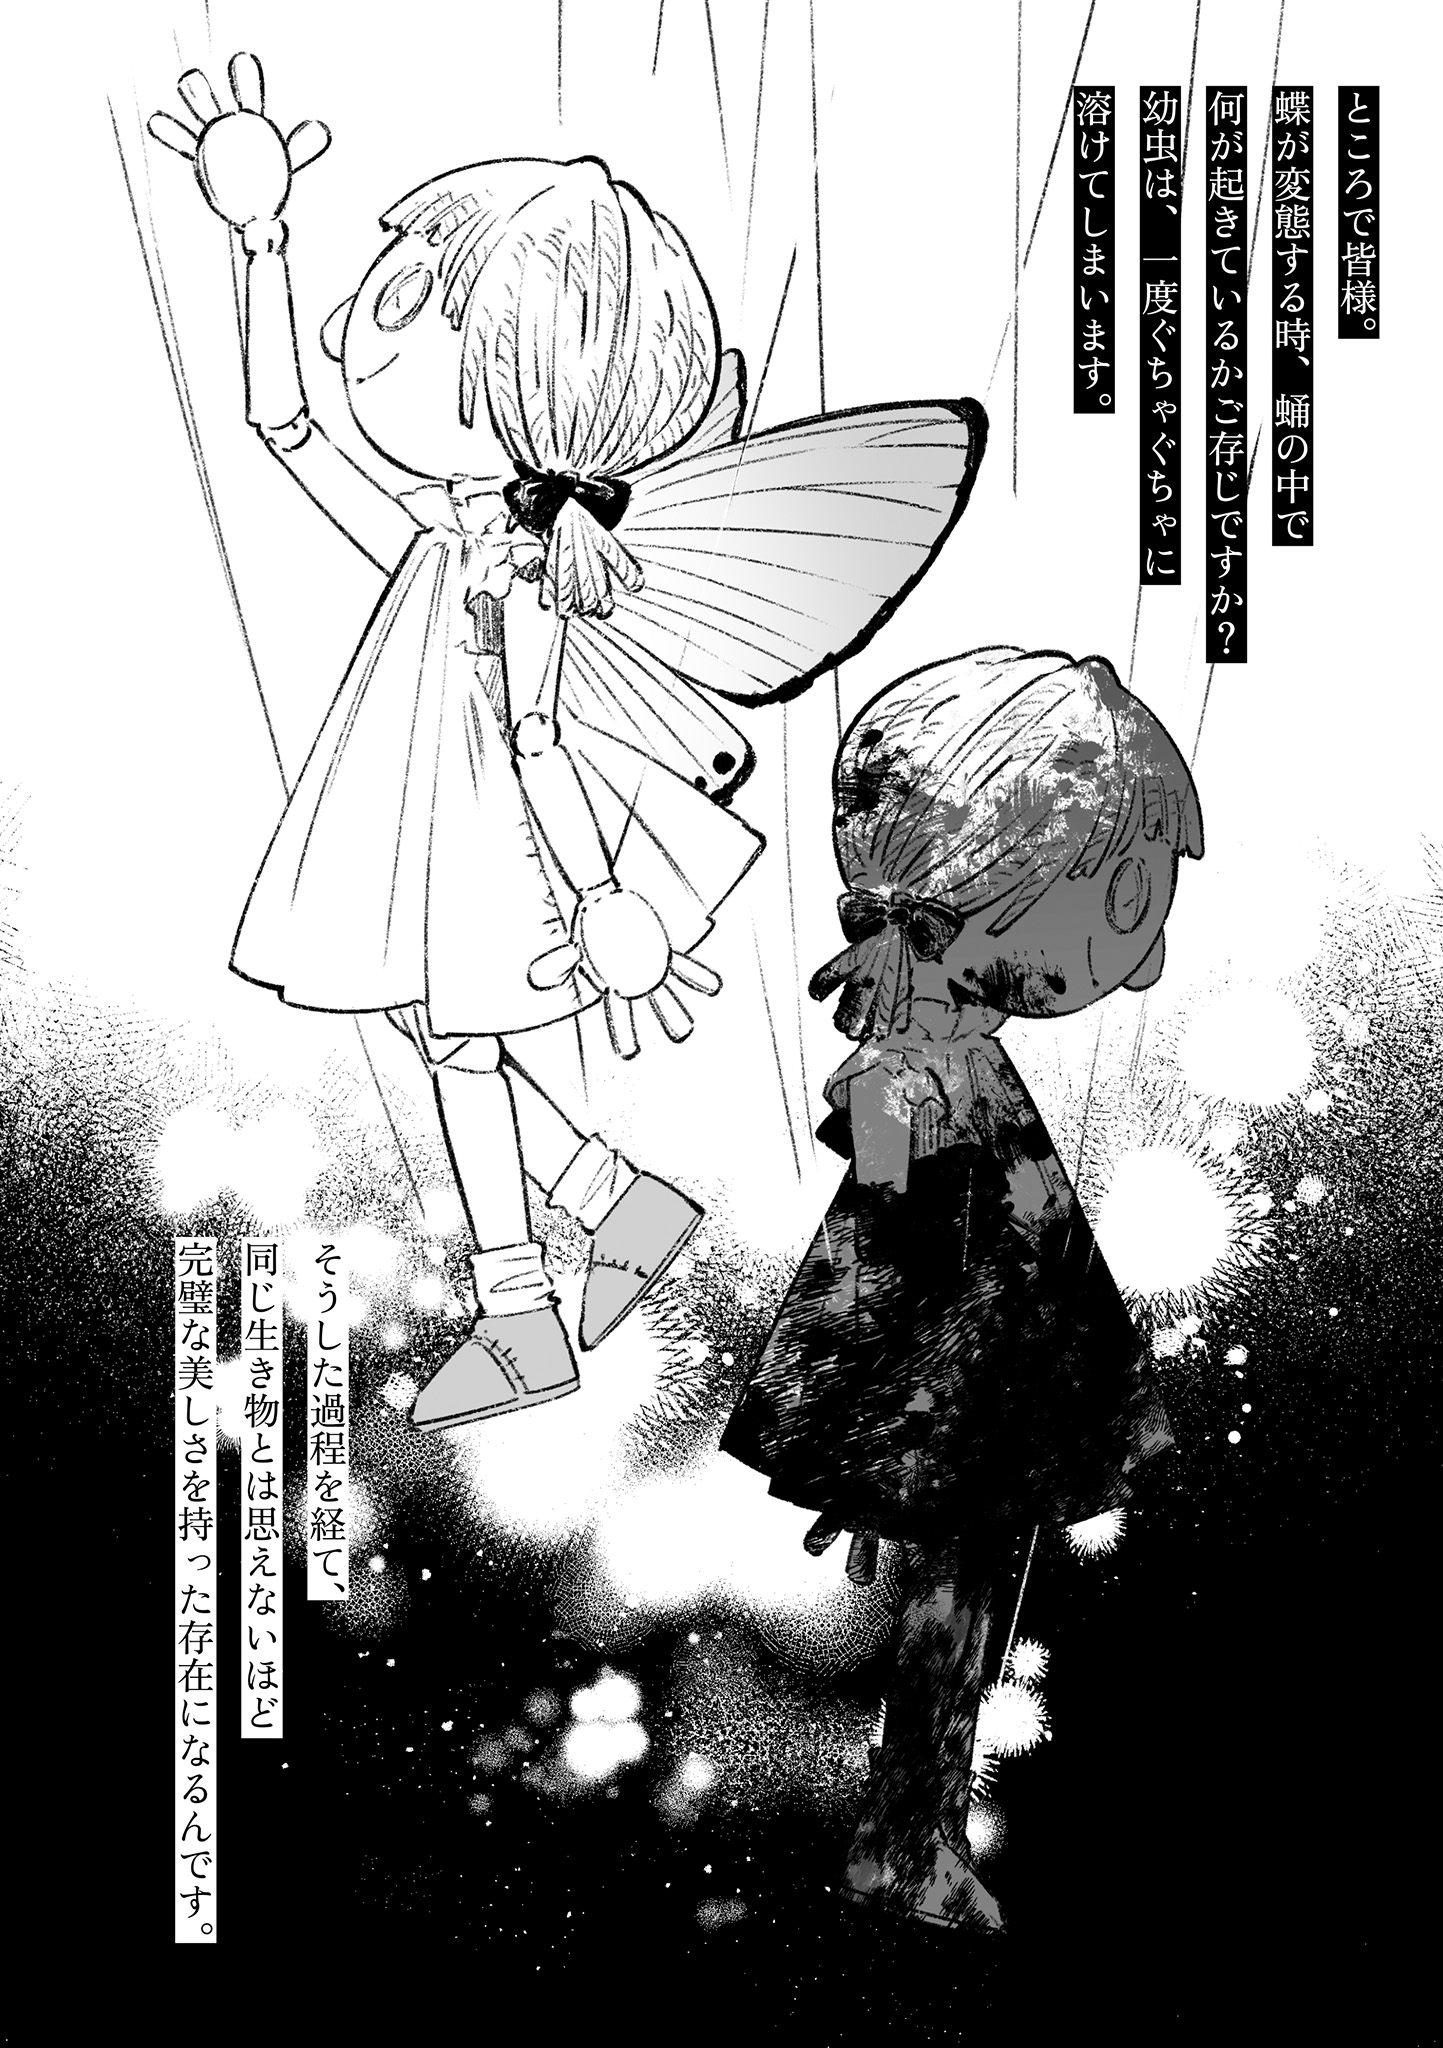 ところで皆様。
蝶が変態する時、蛹の中で
何が起きているかご存じですか？
幼虫は、一度ぐちゃぐちゃに
溶けてしまいます。
そうした過程を経て、
同じ生き物とは思えないほど
完璧な美しさを持った存在になるんです。